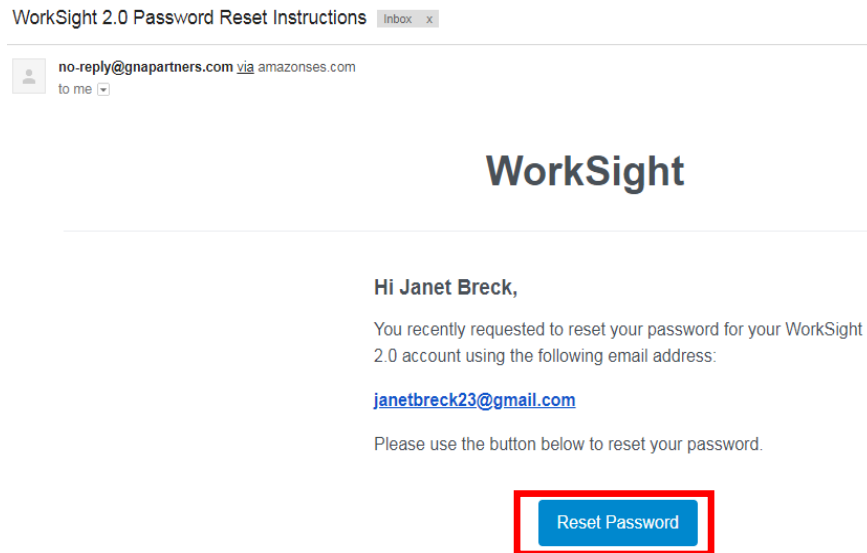 WorkSight 2.0 Password Reset Instructions Inbox x
no-reply@gnapartners.com via amazonses.com
to me
WorkSight
Hi Janet Breck,
You recently requested to reset your password for your WorkSight
2.0 account using the following email address:
janetbreck23@gmail.com
Please use the button below to reset your password.
Reset Password